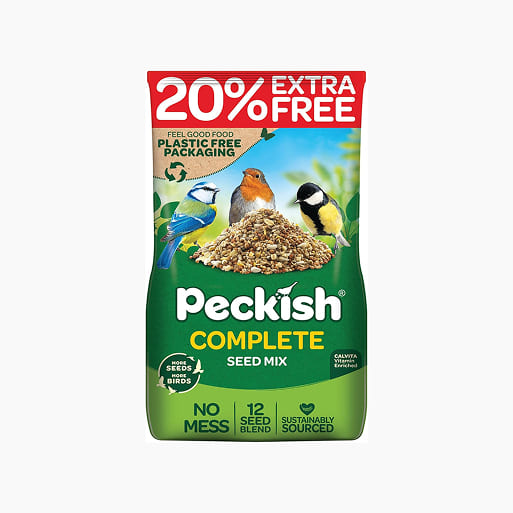 20% EXTRA FREE
FEEL GOOD FOOD
PLASTIC FREE
PACKAGING
Peckish®
COMPLETE
SEED MIX
MORE
SEEDS
MORE
BIRDS
CALVITA
Vitamin
Enriched
NO
MESS
12
SEED
BLEND
SUSTAINABLY
SOURCED